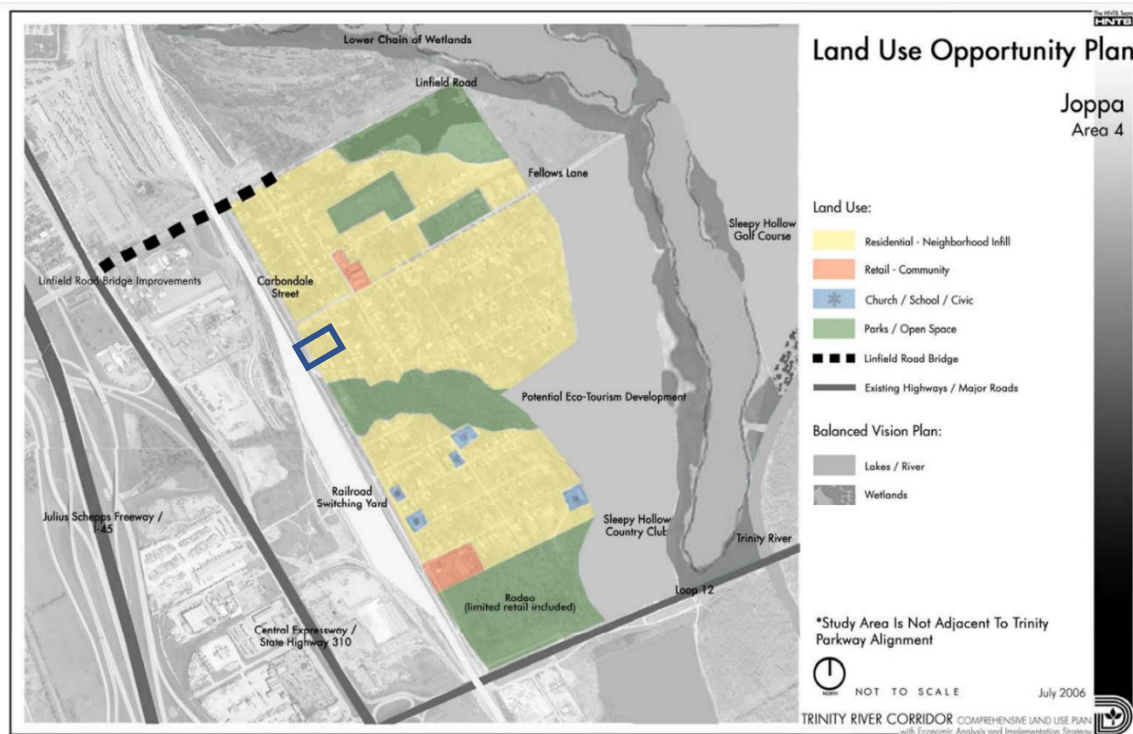 The HNTB Team
HNTB
Land Use Opportunity Plan
Joppa
Area 4
Lower Chain of Wetlands
Linfield Road
Fellows Lane
Sleepy Hollow
Golf Course
Linfield Road Bridge Improvements
Carbondale
Street
Potential Eco-Tourism Development
Railroad
Switching Yard
Julius Schepps Freeway /
I-45
Sleepy Hollow
Country Club
Trinity River
Rodeo
(limited retail included)
Loop 12
Central Expressway /
State Highway 310
Land Use:
Residential - Neighborhood Infill
Retail - Community
Church / School / Civic
Parks / Open Space
Linfield Road Bridge
Existing Highways / Major Roads
Balanced Vision Plan:
Lakes / River
Wetlands
*Study Area Is Not Adjacent To Trinity
Parkway Alignment
NORTH
NOT TO SCALE
July 2006
TRINITY RIVER CORRIDOR COMPREHENSIVE LAND USE PLAN
with Economic Analysis and Implementation Strategy